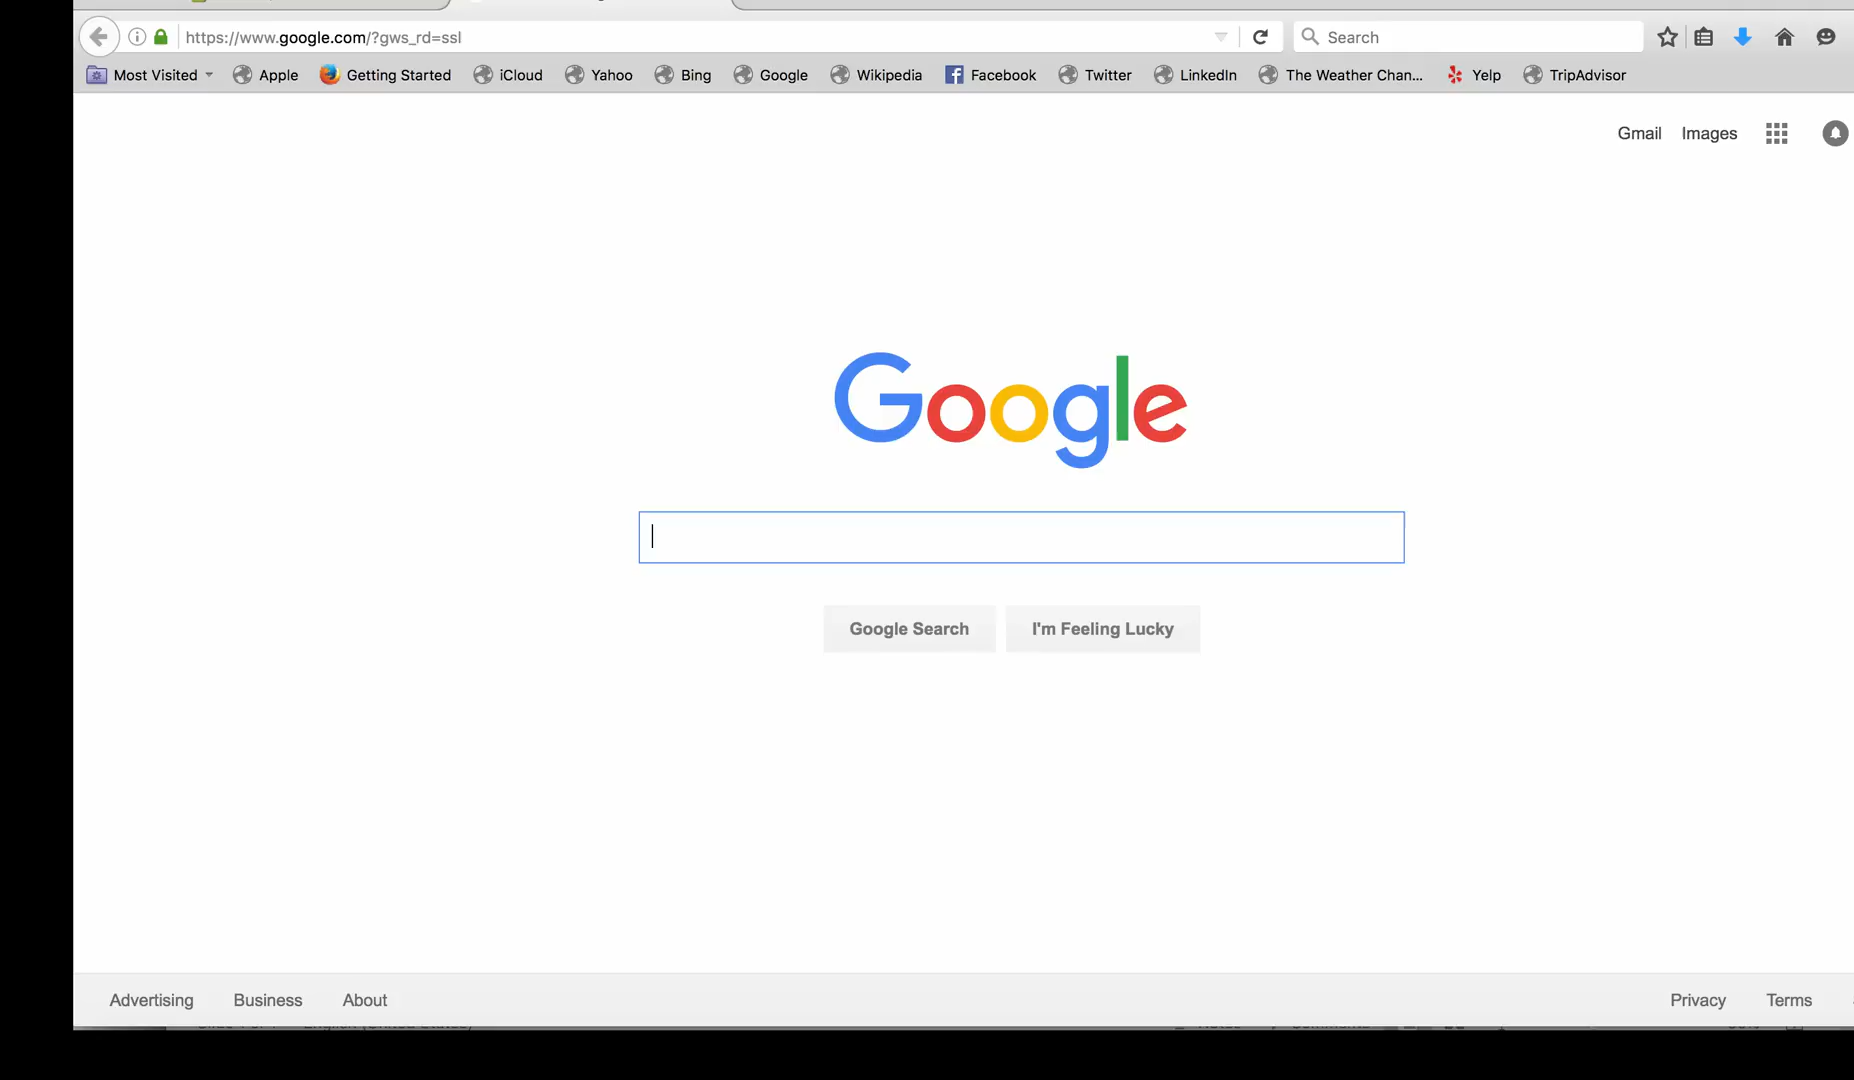 https://www.google.com/?gws_rd=ssl
Search
Most Visited Apple Getting Started iCloud Yahoo Bing Google Wikipedia Facebook Twitter LinkedIn The Weather Chan... Yelp TripAdvisor
Gmail Images
Google
Google Search I'm Feeling Lucky
Advertising Business About Privacy Terms